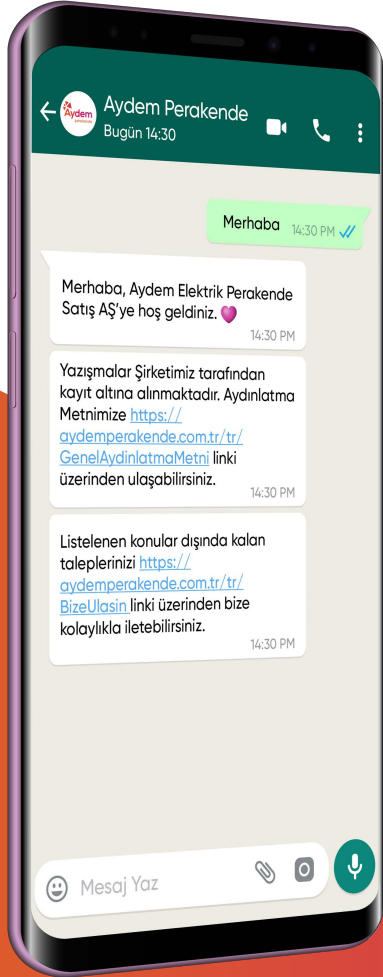 Aydem
perakende
Aydem Perakende
Bugün 14:30
Merhaba 14:30 PM
Merhaba, Aydem Elektrik Perakende
Satış AŞ’ye hoş geldiniz.
14:30 PM
Yazışmalar Şirketimiz tarafından
kayıt altına alınmaktadır. Aydınlatma
Metnimize https://
aydemperakende.com.tr/tr/
GenelAydinlatmaMetni linki
üzerinden ulaşabilirsiniz.
14:30 PM
Listelenen konular dışında kalan
taleplerinizi https://
aydemperakende.com.tr/tr/
BizeUlasin linki üzerinden bize
kolaylıkla iletebilirsiniz.
14:30 PM
Mesaj Yaz